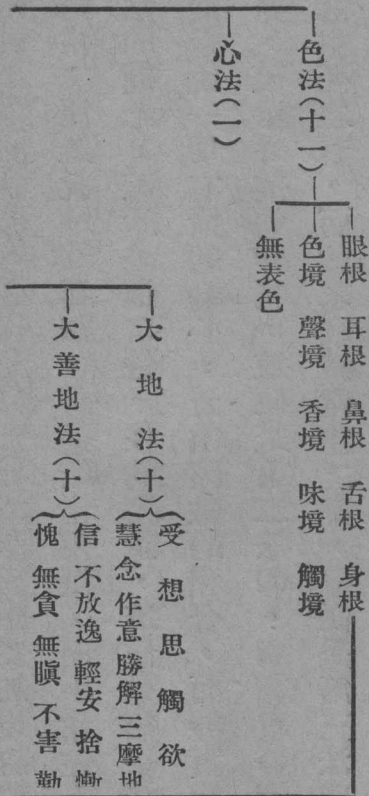 色法(十一)
眼根 耳根 鼻根 舌根 身根
色境 聲境 香境 味境 觸境
無表色
心法(一)
大地法(十)
受想思觸欲
慧念作意勝解三摩地
大善地法(十)
信 不放逸 輕安 捨 慚
愧 無貪 無瞋 不害 勤